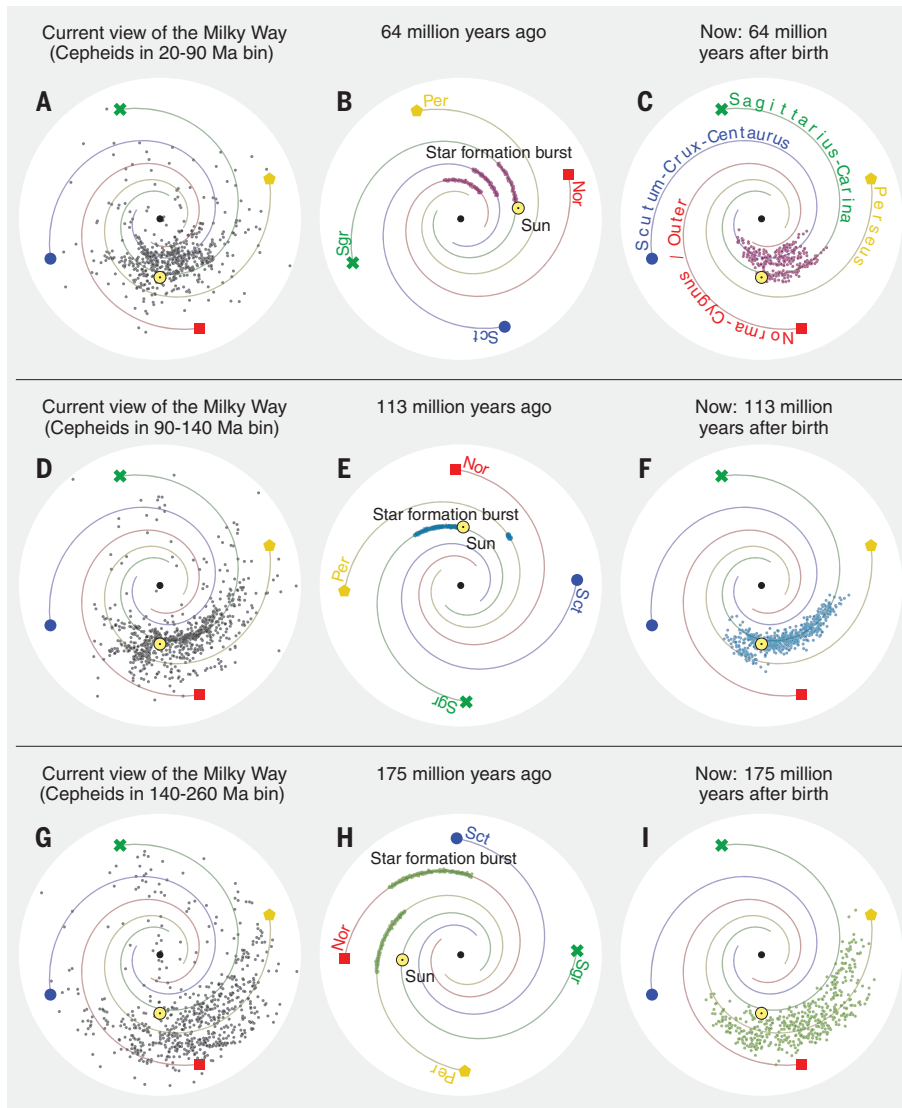 Current view of the Milky Way
(Cepheids in 20-90 Ma bin)
64 million years ago
Now: 64 million
years after birth
A
B
C
Per
Star formation burst
Nor
Sun
Sgr
Sct
Sagittarius-Carina
Scutum-Crux-Centaurus
Perseus
Norma-Cygnus / Outer
Current view of the Milky Way
(Cepheids in 90-140 Ma bin)
113 million years ago
Now: 113 million
years after birth
D
E
F
Nor
Star formation burst
Sun
Per
Sct
Sgr
Current view of the Milky Way
(Cepheids in 140-260 Ma bin)
175 million years ago
Now: 175 million
years after birth
G
H
I
Sct
Star formation burst
Nor
Sun
Sgr
Per